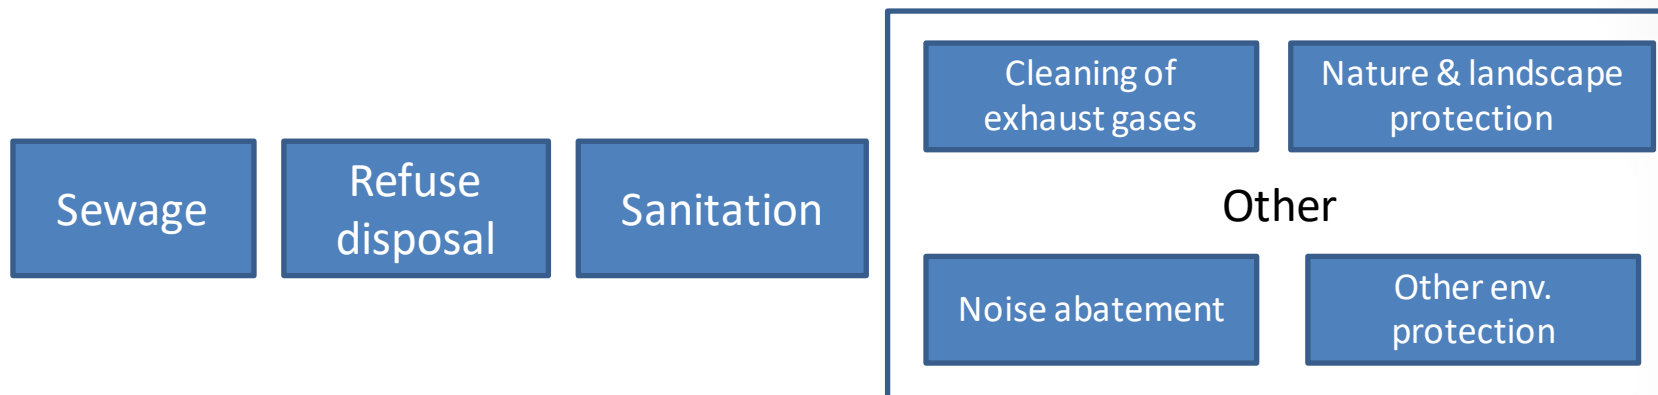 Sewage
Refuse
disposal
Sanitation
Cleaning of
exhaust gases
Nature & landscape
protection
Other
Noise abatement
Other env.
protection